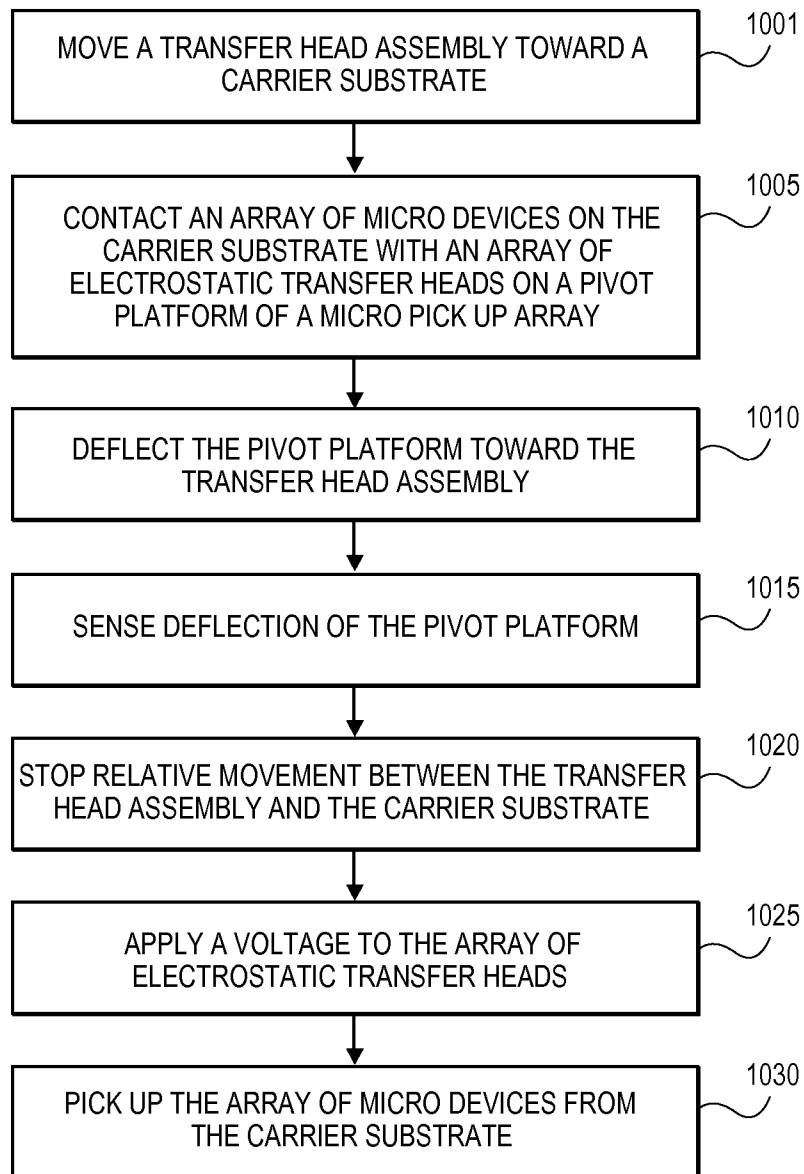 1001
MOVE A TRANSFER HEAD ASSEMBLY TOWARD A
CARRIER SUBSTRATE
1005
CONTACT AN ARRAY OF MICRO DEVICES ON THE
CARRIER SUBSTRATE WITH AN ARRAY OF
ELECTROSTATIC TRANSFER HEADS ON A PIVOT
PLATFORM OF A MICRO PICK UP ARRAY
1010
DEFLECT THE PIVOT PLATFORM TOWARD THE
TRANSFER HEAD ASSEMBLY
1015
SENSE DEFLECTION OF THE PIVOT PLATFORM
1020
STOP RELATIVE MOVEMENT BETWEEN THE TRANSFER
HEAD ASSEMBLY AND THE CARRIER SUBSTRATE
1025
APPLY A VOLTAGE TO THE ARRAY OF
ELECTROSTATIC TRANSFER HEADS
1030
PICK UP THE ARRAY OF MICRO DEVICES FROM
THE CARRIER SUBSTRATE